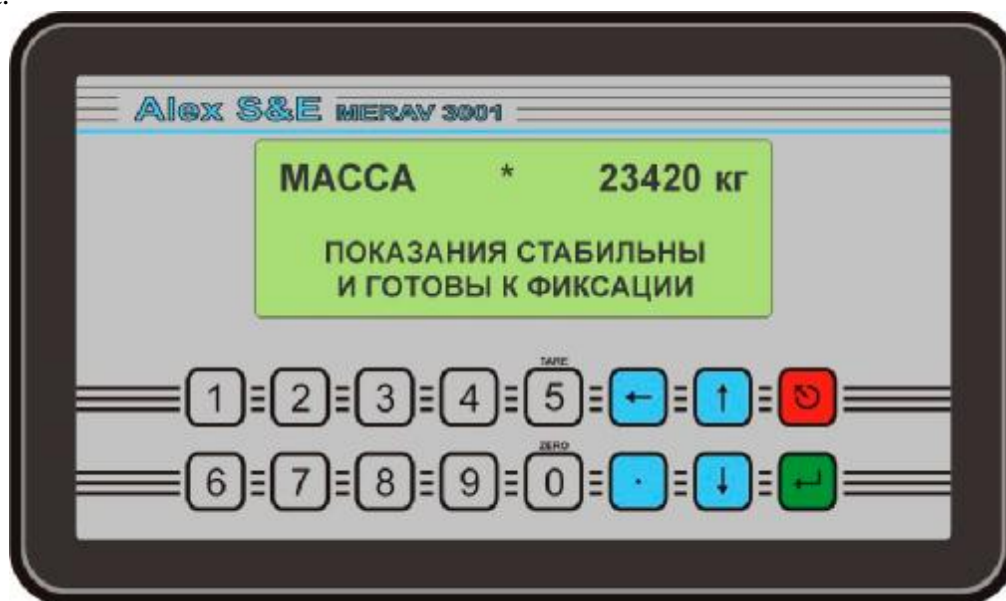 Alex S&E MERAV 3001
МАССА * 23420 кг
ПОКАЗАНИЯ СТАБИЛЬНЫ
И ГОТОВЫ К ФИКСАЦИИ
TARE
1 2 3 4 5 ← ↑
ZERO
6 7 8 9 0 . ↓ ↵